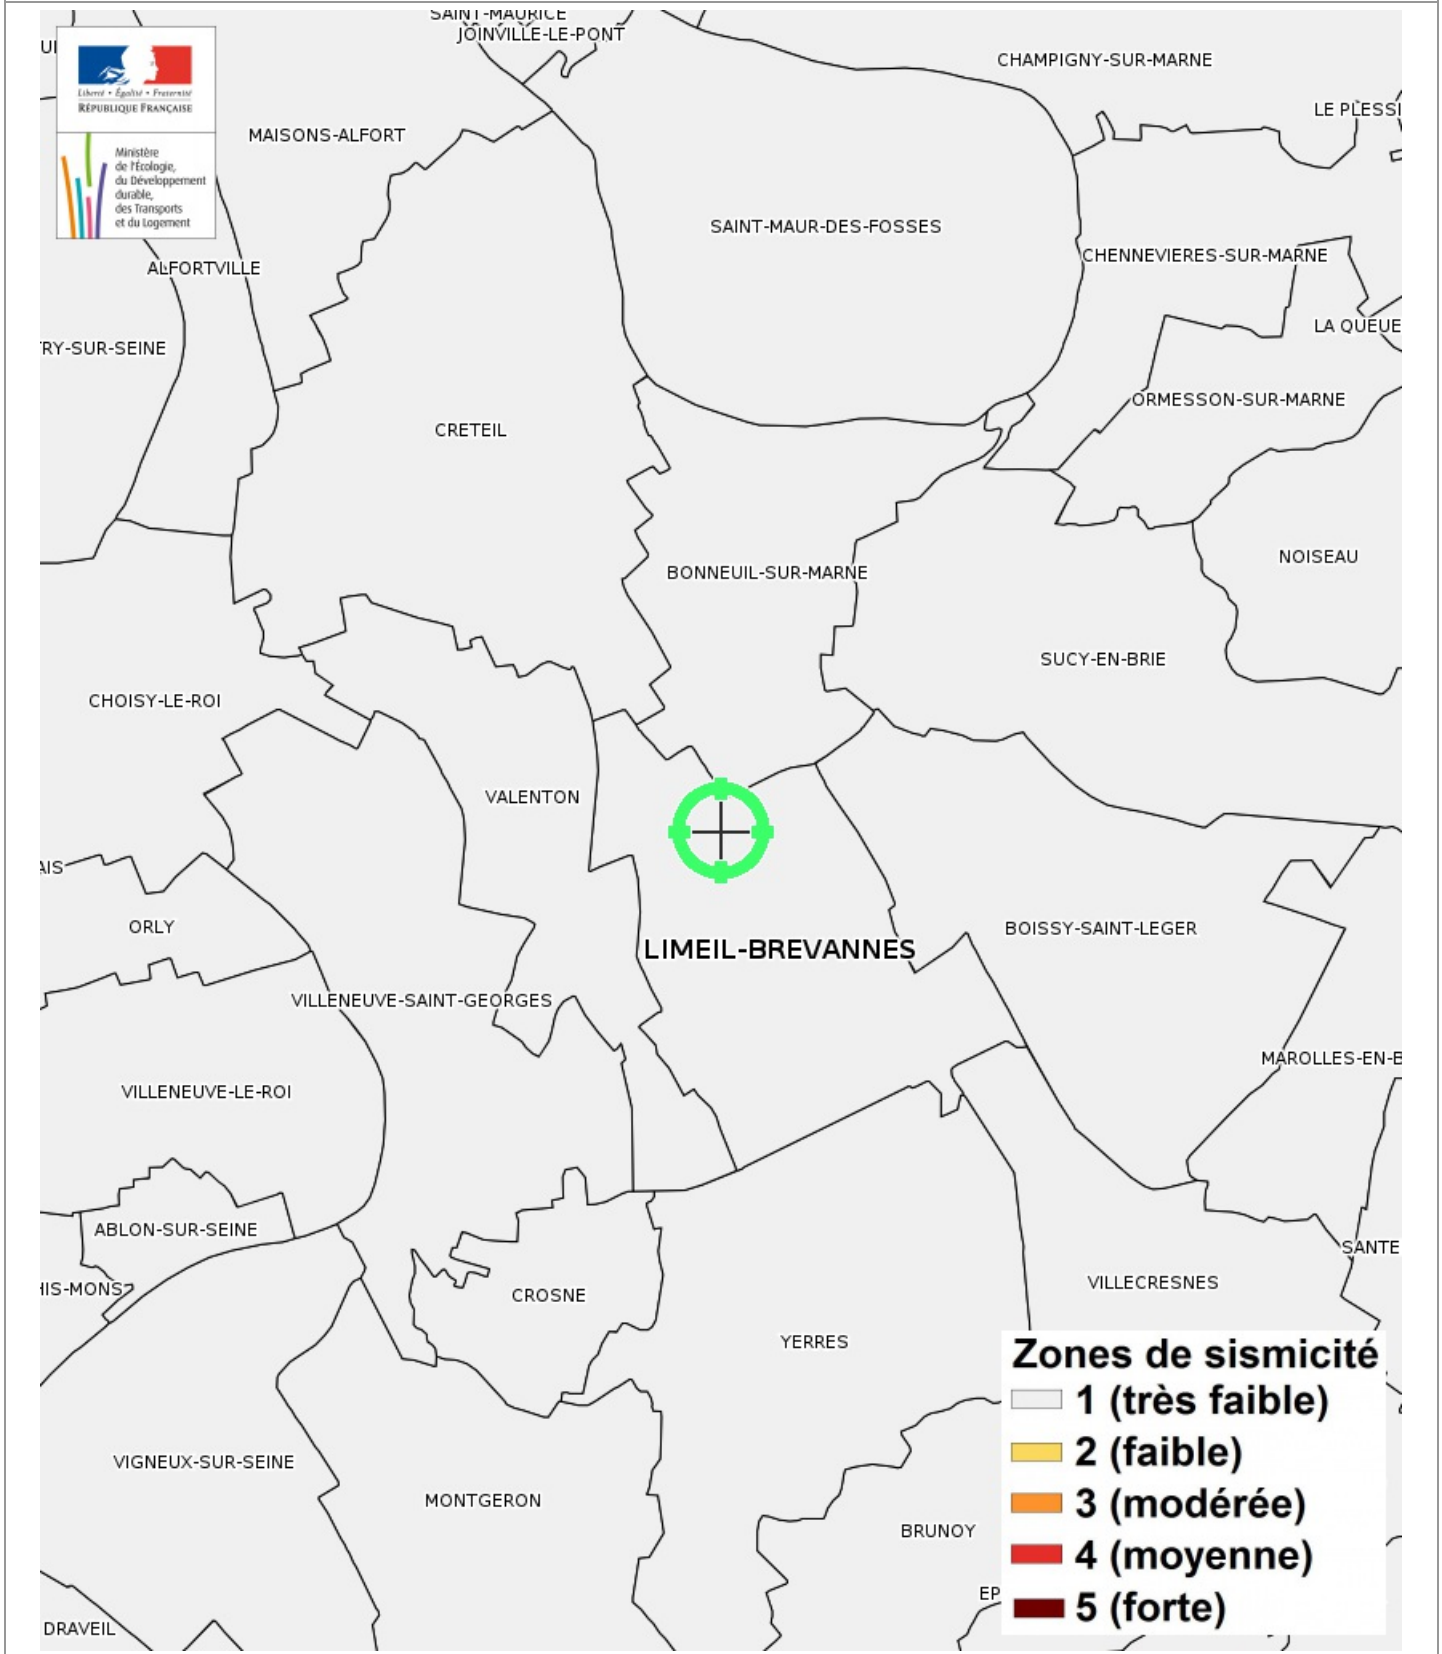 SAINT-MAURICE
JOINVILLE-LE-PONT
CHAMPIGNY-SUR-MARNE
Liberté • Égalité • Fraternité
RÉPUBLIQUE FRANÇAISE
LE PLESSI
MAISONS-ALFORT
Ministère
de l'Écologie,
du Développement
durable,
des Transports
et du Logement
SAINT-MAUR-DES-FOSSES
CHENNEVIERES-SUR-MARNE
ALFORTVILLE
LA QUEUE
TRY-SUR-SEINE
ORMESSON-SUR-MARNE
CRETEIL
NOISEAU
BONNEUIL-SUR-MARNE
SUCY-EN-BRIE
CHOISY-LE-ROI
VALENTON
AIS
ORLY
BOISSY-SAINT-LEGER
LIMEIL-BREVANNES
VILLENEUVE-SAINT-GEORGES
MAROLLES-EN-B
VILLENEUVE-LE-ROI
ABLON-SUR-SEINE
SANTE
VILLECRESNES
HIS-MONS
CROSNE
YERRES
Zones de sismicité
1 (très faible)
2 (faible)
3 (modérée)
4 (moyenne)
5 (forte)
VIGNEUX-SUR-SEINE
MONTGERON
BRUNOY
EP
DRAVEIL